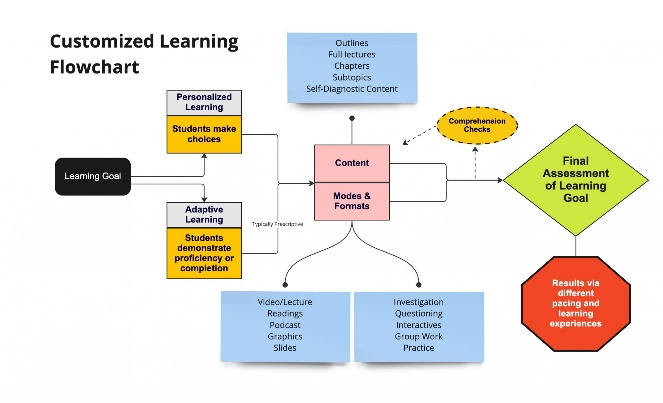 Customized Learning
Flowchart
Outlines
Full lectures
Chapters
Subtopics
Self-Diagnostic Content
Personalized
Learning
Students make
choices
Comprehension
Checks
Learning Goal
Content
Modes &
Formats
Final
Assessment
of Learning
Goal
Adaptive
Learning
Students
demonstrate
proficiency or
completion
Typically Prescriptive
Video/Lecture
Readings
Podcast
Graphics
Slides
Investigation
Questioning
Interactives
Group Work
Practice
Results via
different
pacing and
learning
experiences